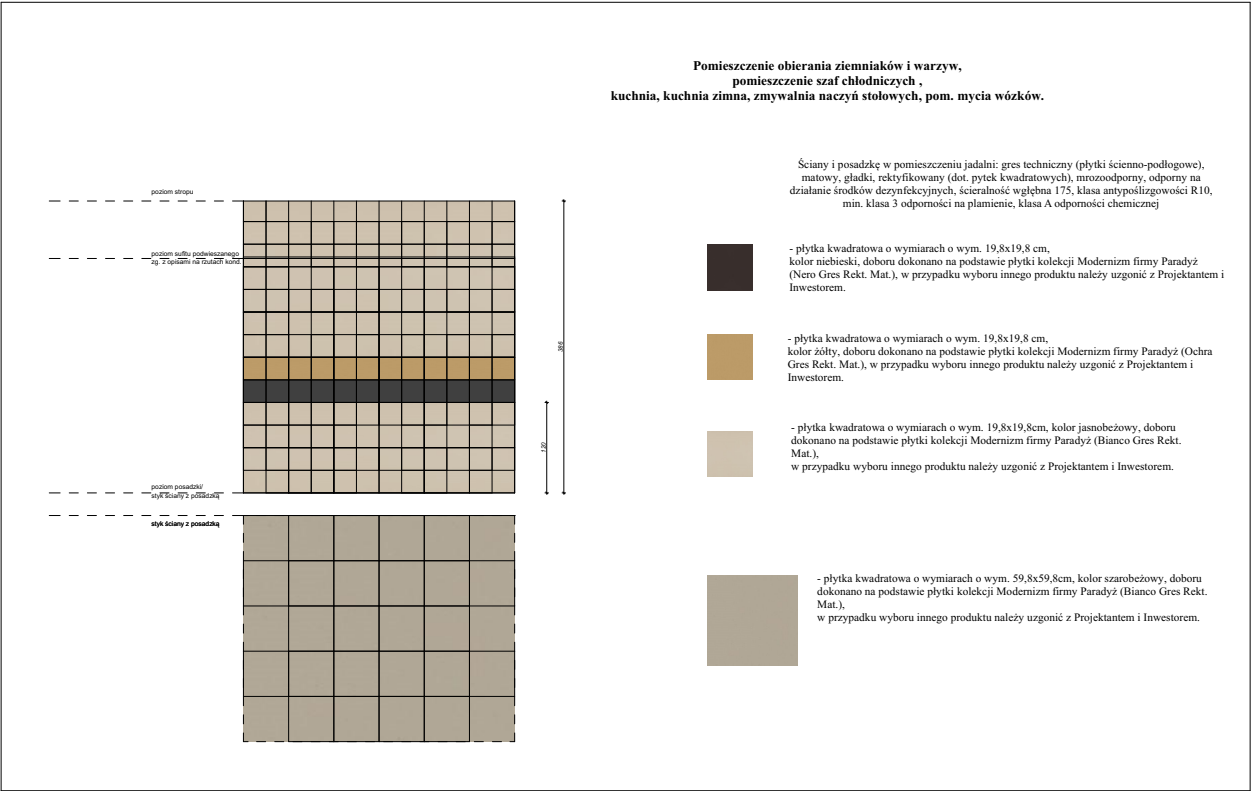 Pomieszczenie obierania ziemniaków i warzyw,
pomieszczenie szaf chłodniczych ,
kuchnia, kuchnia zimna, zmywalnia naczyń stołowych, pom. mycia wózków.
Ściany i posadzkę w pomieszczeniu jadalni: gres techniczny (płytki ścienno-podłogowe),
matowy, gładki, rektyfikowany (dot. pytek kwadratowych), mrozoodporny, odporny na
działanie środków dezynfekcyjnych, ścieralność wgłębna 175, klasa antypoślizgowości R10,
min. klasa 3 odporności na plamienie, klasa A odporności chemicznej
poziom stropu
poziom sufitu podwieszanego
zg. z opisami na rzutach kond.
386
120
poziom posadzki/
styk ściany z posadzką
styk ściany z posadzką
- płytka kwadratowa o wymiarach o wym. 19,8x19,8 cm,
kolor niebieski, doboru dokonano na podstawie płytki kolekcji Modernizm firmy Paradyż
(Nero Gres Rekt. Mat.), w przypadku wyboru innego produktu należy uzgonić z Projektantem i
Inwestorem.
- płytka kwadratowa o wymiarach o wym. 19,8x19,8 cm,
kolor żółty, doboru dokonano na podstawie płytki kolekcji Modernizm firmy Paradyż (Ochra
Gres Rekt. Mat.), w przypadku wyboru innego produktu należy uzgonić z Projektantem i
Inwestorem.
- płytka kwadratowa o wymiarach o wym. 19,8x19,8cm, kolor jasnobeżowy, doboru
dokonano na podstawie płytki kolekcji Modernizm firmy Paradyż (Bianco Gres Rekt.
Mat.),
w przypadku wyboru innego produktu należy uzgonić z Projektantem i Inwestorem.
- płytka kwadratowa o wymiarach o wym. 59,8x59,8cm, kolor szarobeżowy, doboru
dokonano na podstawie płytki kolekcji Modernizm firmy Paradyż (Bianco Gres Rekt.
Mat.),
w przypadku wyboru innego produktu należy uzgonić z Projektantem i Inwestorem.